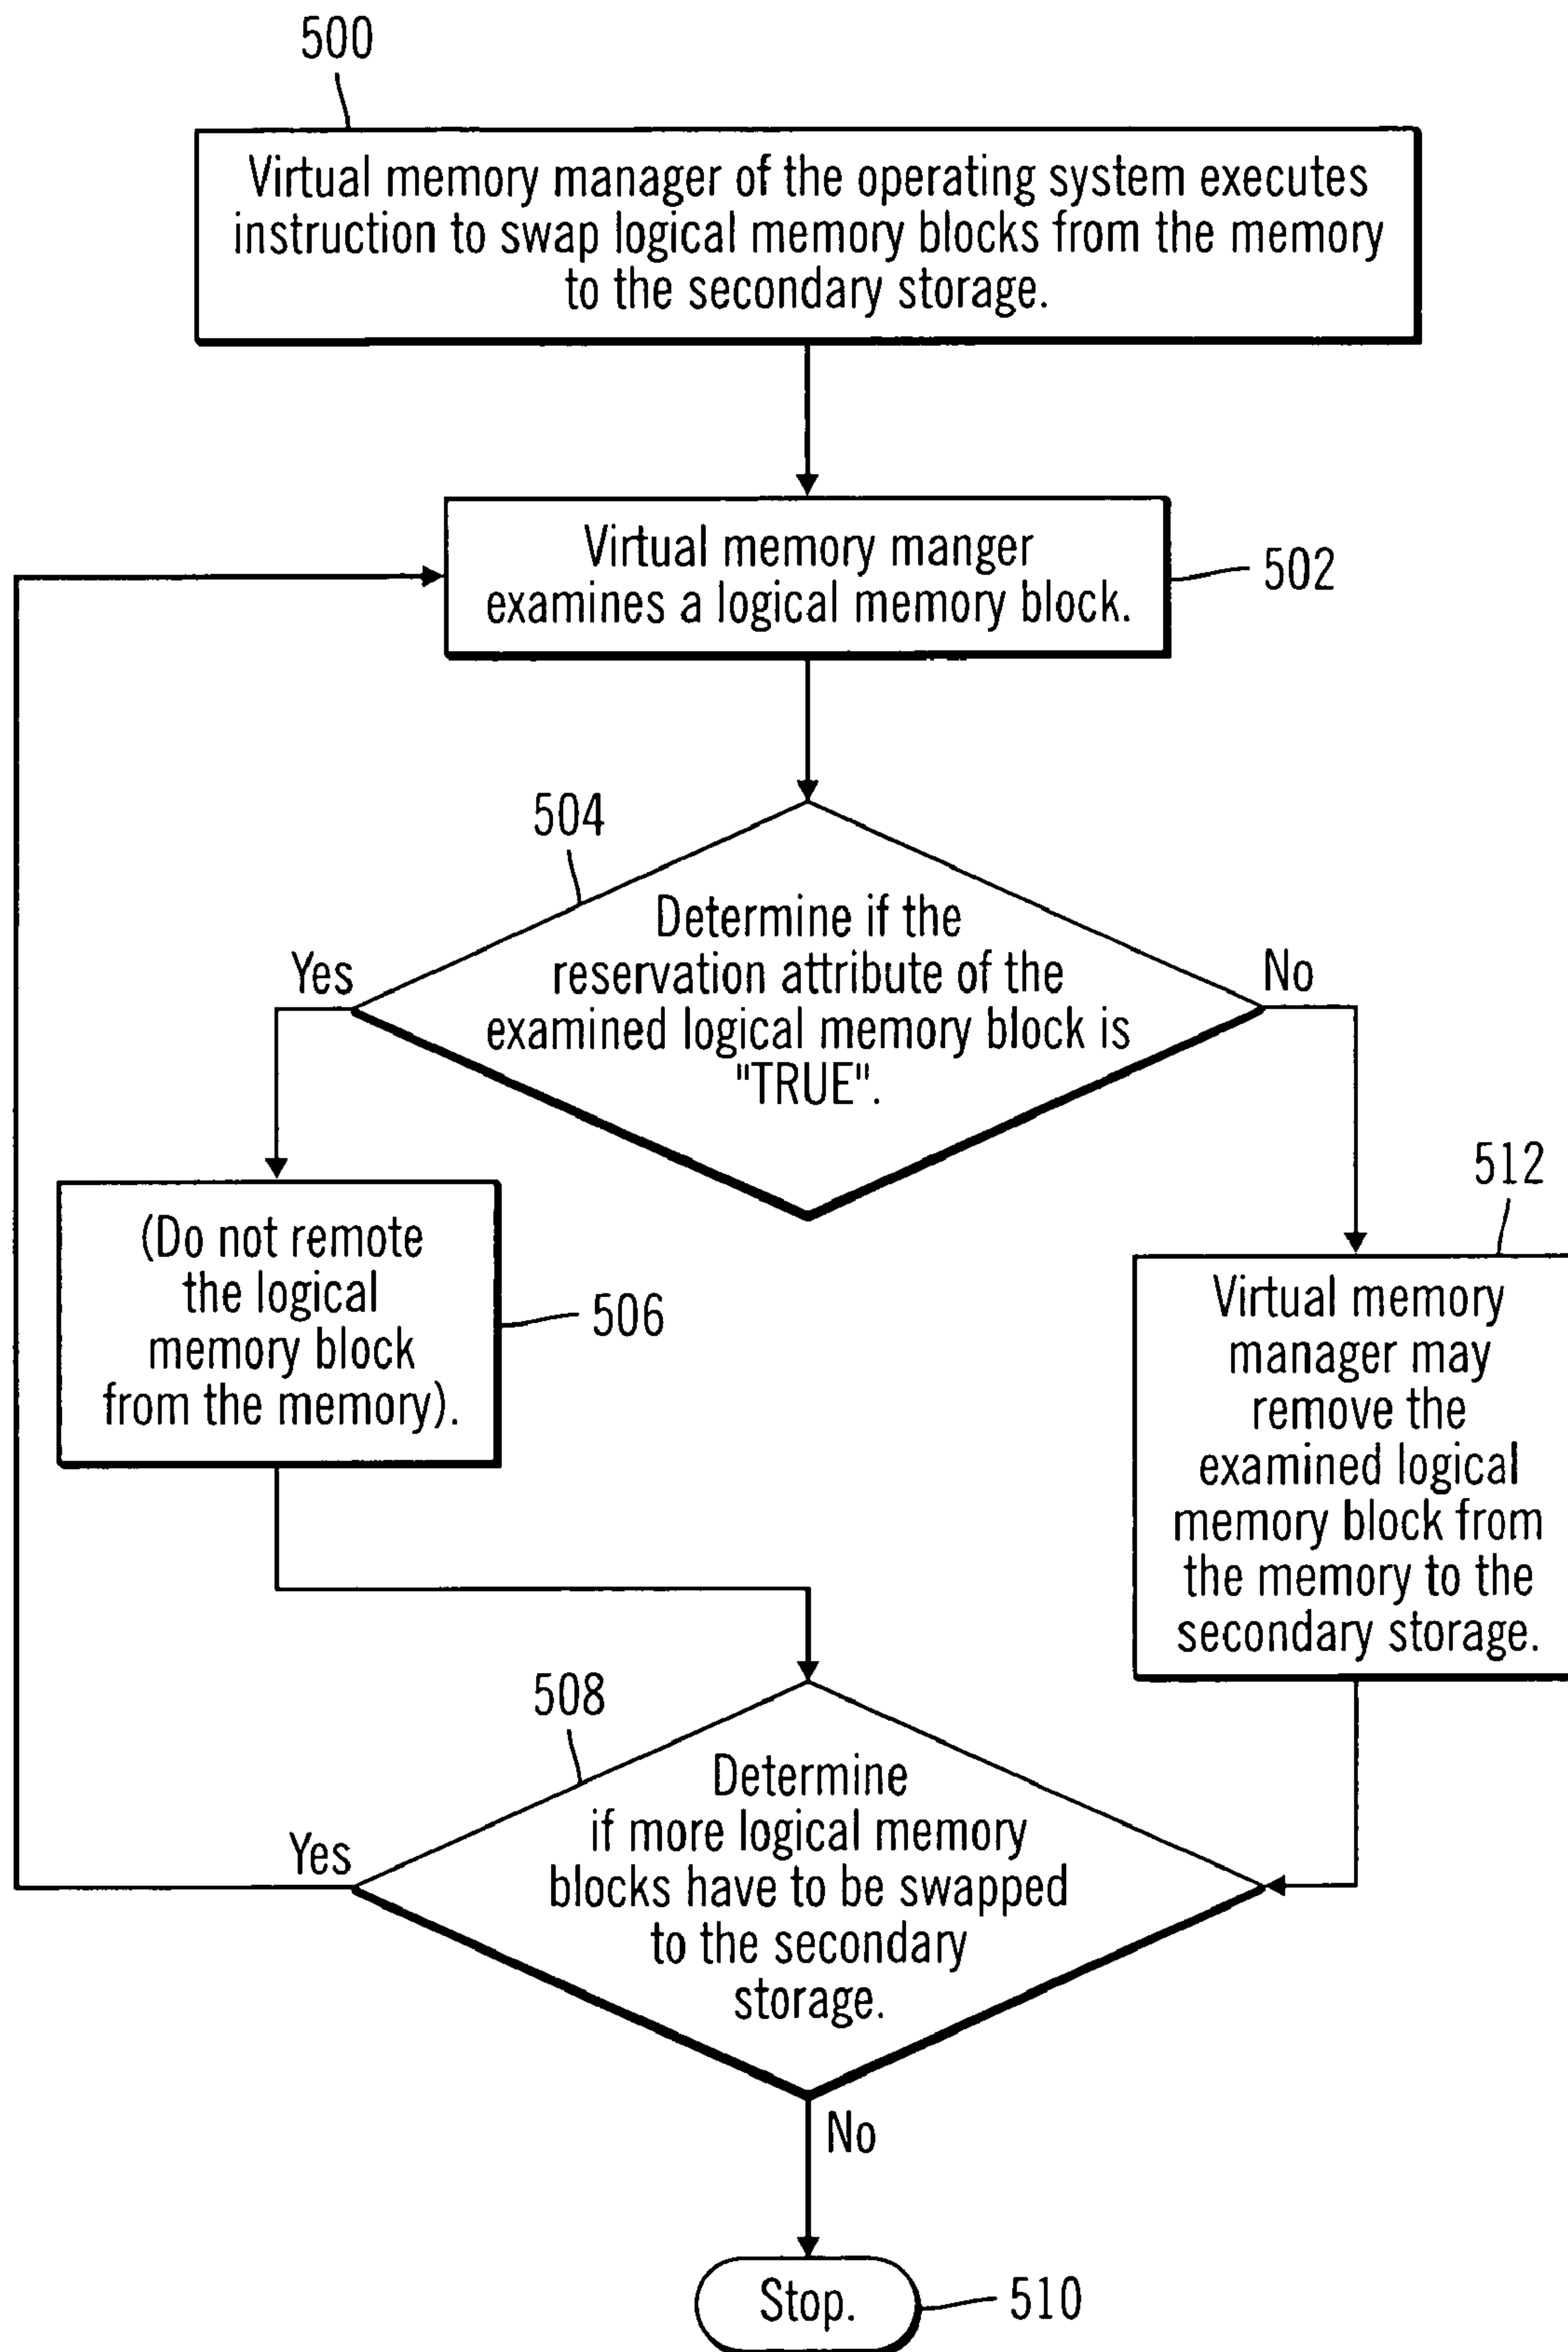 500
Virtual memory manager of the operating system executes
instruction to swap logical memory blocks from the memory
to the secondary storage.
Virtual memory manger
examines a logical memory block.
502
504
Determine if the
reservation attribute of the
examined logical memory block is
"TRUE".
Yes
No
(Do not remote
the logical
memory block
from the memory).
506
512
Virtual memory
manager may
remove the
examined logical
memory block from
the memory to the
secondary storage.
508
Determine
if more logical memory
blocks have to be swapped
to the secondary
storage.
Yes
No
Stop.
510